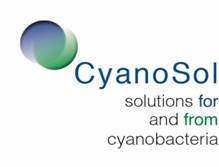 CyanoSol
solutions for
and from
cyanobacteria